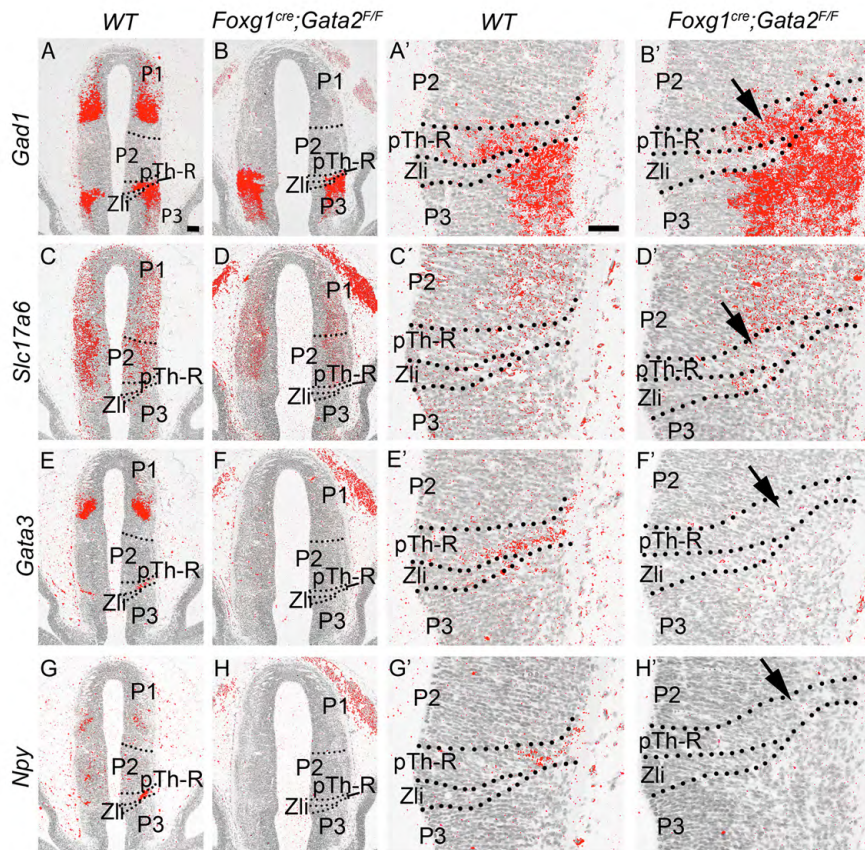 WT Foxg1cre;Gata2F/F WT Foxg1cre;Gata2F/F
Gad1
A P1 P2 pTh-R Zli P3
B P1 P2 pTh-R Zli P3
A' P2 pTh-R Zli P3
B' P2 pTh-R Zli P3
Slc17a6
C P1 P2 pTh-R Zli P3
D P1 P2 pTh-R Zli P3
C´ P2 pTh-R Zli P3
D' P2 pTh-R Zli P3
Gata3
E P1 P2 pTh-R Zli P3
F P1 P2 pTh-R Zli P3
E' P2 pTh-R Zli P3
F' P2 pTh-R Zli P3
Npy
G P1 P2 pTh-R Zli P3
H P1 P2 pTh-R Zli P3
G' P2 pTh-R Zli P3
H' P2 pTh-R Zli P3